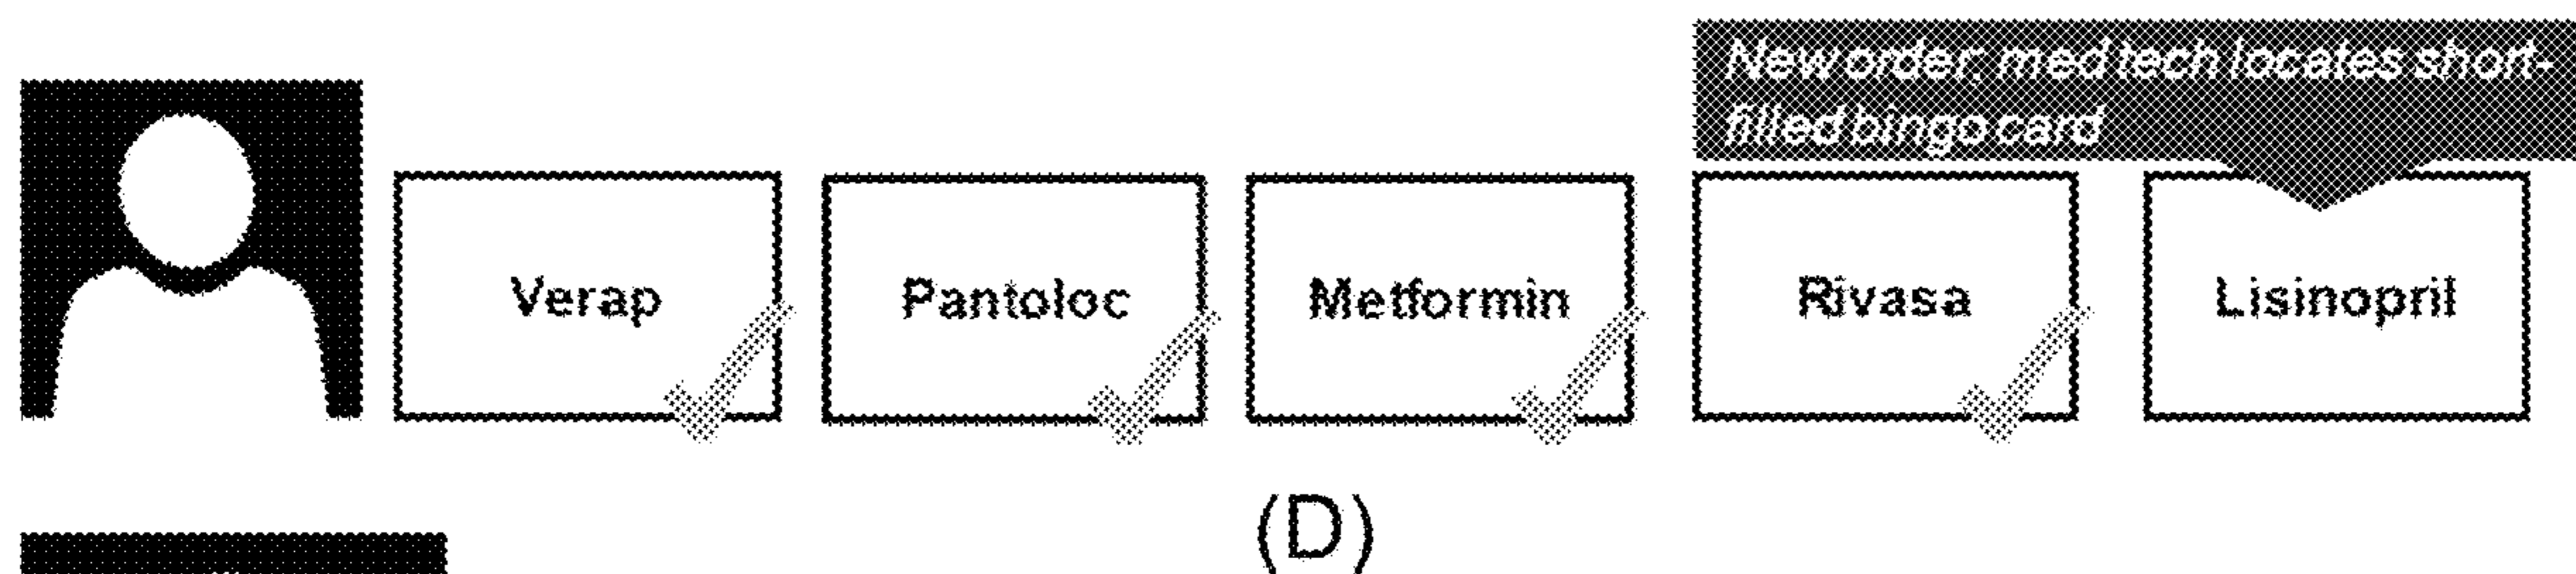 New order; med tech locates short-
filled bingo card
Verap
Pantoloc
Metformin
Rivasa
Lisinopril
(D)